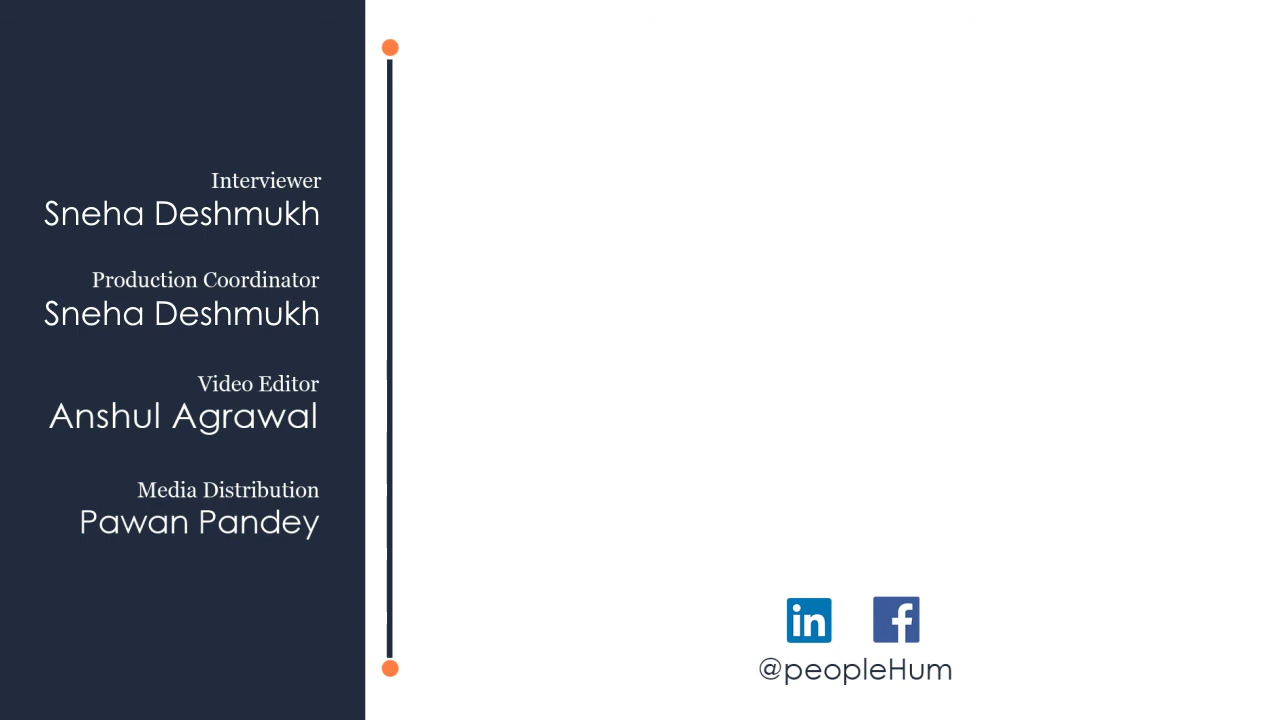 Interviewer
Sneha Deshmukh
Production Coordinator
Sneha Deshmukh
Video Editor
Anshul Agrawal
Media Distribution
Pawan Pandey
in f
@peopleHum